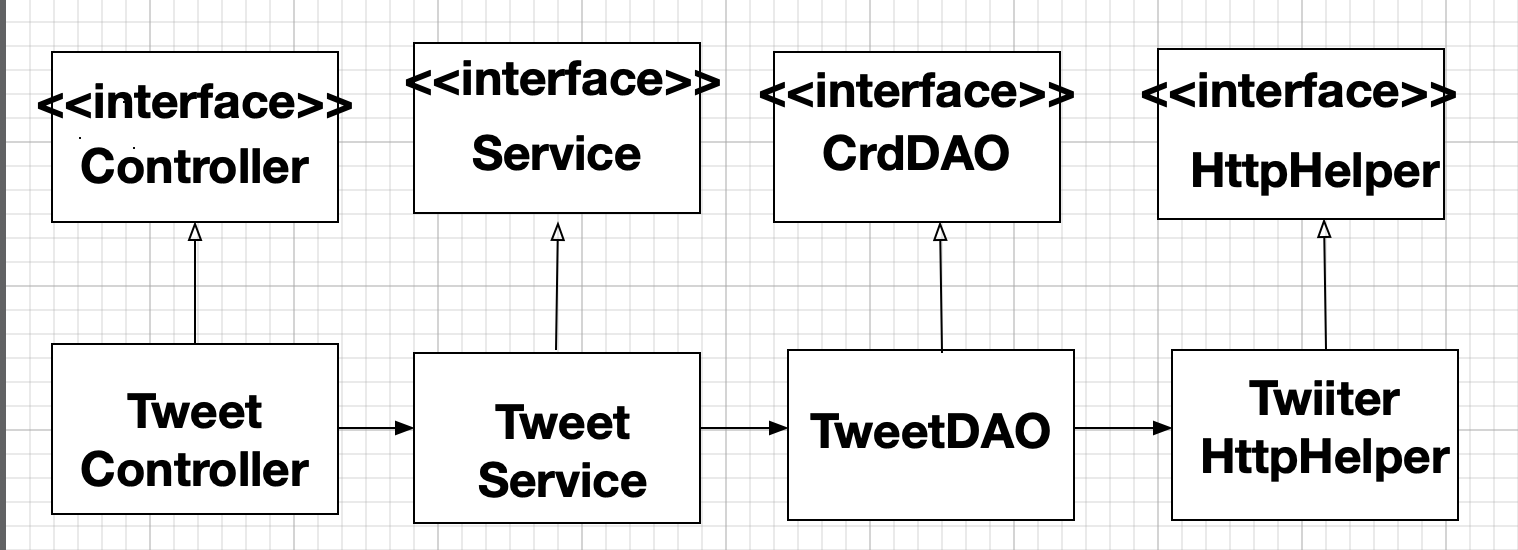 <<interface>>
Controller
<<interface>>
Service
<<interface>>
CrdDAO
<<interface>>
HttpHelper
Tweet
Controller
Tweet
Service
TweetDAO
Twiiter
HttpHelper